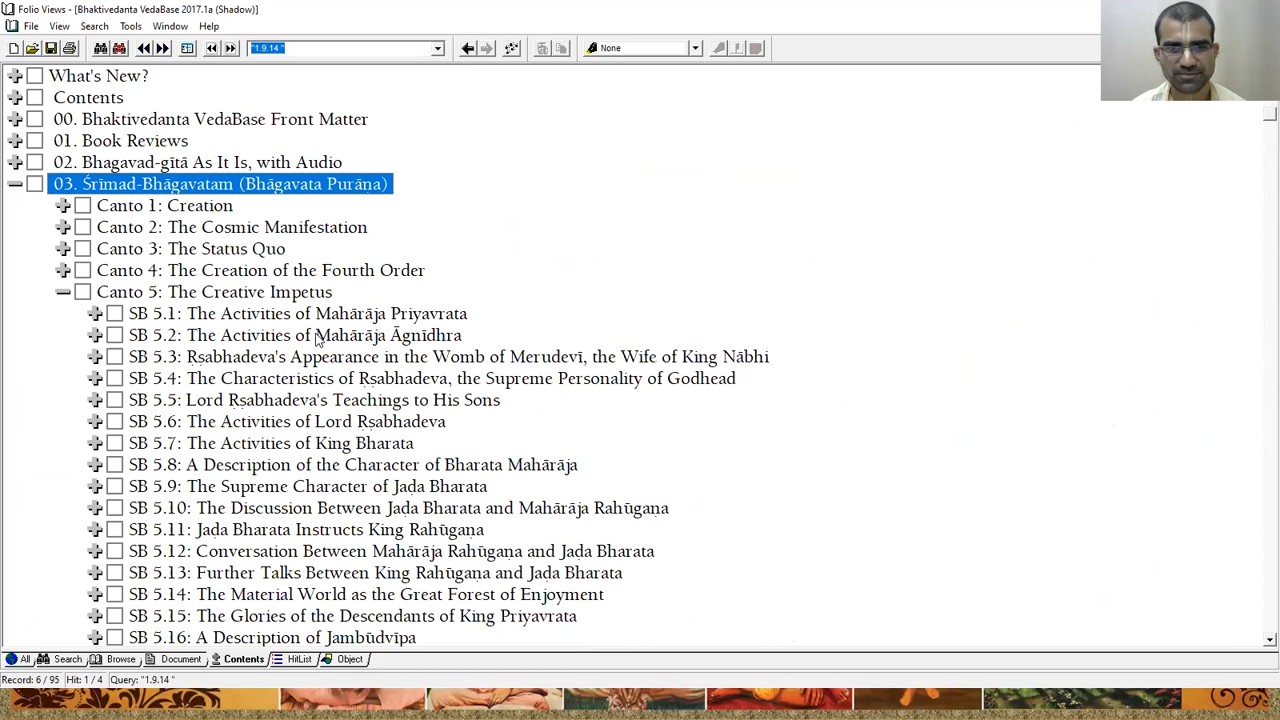 Folio Views - [Bhaktivedanta VedaBase 2017.1a (Shadow)]
File View Search Tools Window Help
"1.9.14 " None
What's New?
Contents
00. Bhaktivedanta VedaBase Front Matter
01. Book Reviews
02. Bhagavad-gītā As It Is, with Audio
03. Śrīmad-Bhāgavatam (Bhāgavata Purāṇa)
Canto 1: Creation
Canto 2: The Cosmic Manifestation
Canto 3: The Status Quo
Canto 4: The Creation of the Fourth Order
Canto 5: The Creative Impetus
SB 5.1: The Activities of Mahārāja Priyavrata
SB 5.2: The Activities of Mahārāja Āgnīdhra
SB 5.3: Ṛṣabhadeva's Appearance in the Womb of Merudevī, the Wife of King Nābhi
SB 5.4: The Characteristics of Ṛṣabhadeva, the Supreme Personality of Godhead
SB 5.5: Lord Ṛṣabhadeva's Teachings to His Sons
SB 5.6: The Activities of Lord Ṛṣabhadeva
SB 5.7: The Activities of King Bharata
SB 5.8: A Description of the Character of Bharata Mahārāja
SB 5.9: The Supreme Character of Jaḍa Bharata
SB 5.10: The Discussion Between Jaḍa Bharata and Mahārāja Rahūgaṇa
SB 5.11: Jaḍa Bharata Instructs King Rahūgaṇa
SB 5.12: Conversation Between Mahārāja Rahūgaṇa and Jaḍa Bharata
SB 5.13: Further Talks Between King Rahūgaṇa and Jaḍa Bharata
SB 5.14: The Material World as the Great Forest of Enjoyment
SB 5.15: The Glories of the Descendants of King Priyavrata
SB 5.16: A Description of Jambūdvīpa
All Search Browse Document Contents HitList Object
Record: 6 / 95 Hit: 1 / 4 Query: "1.9.14 "